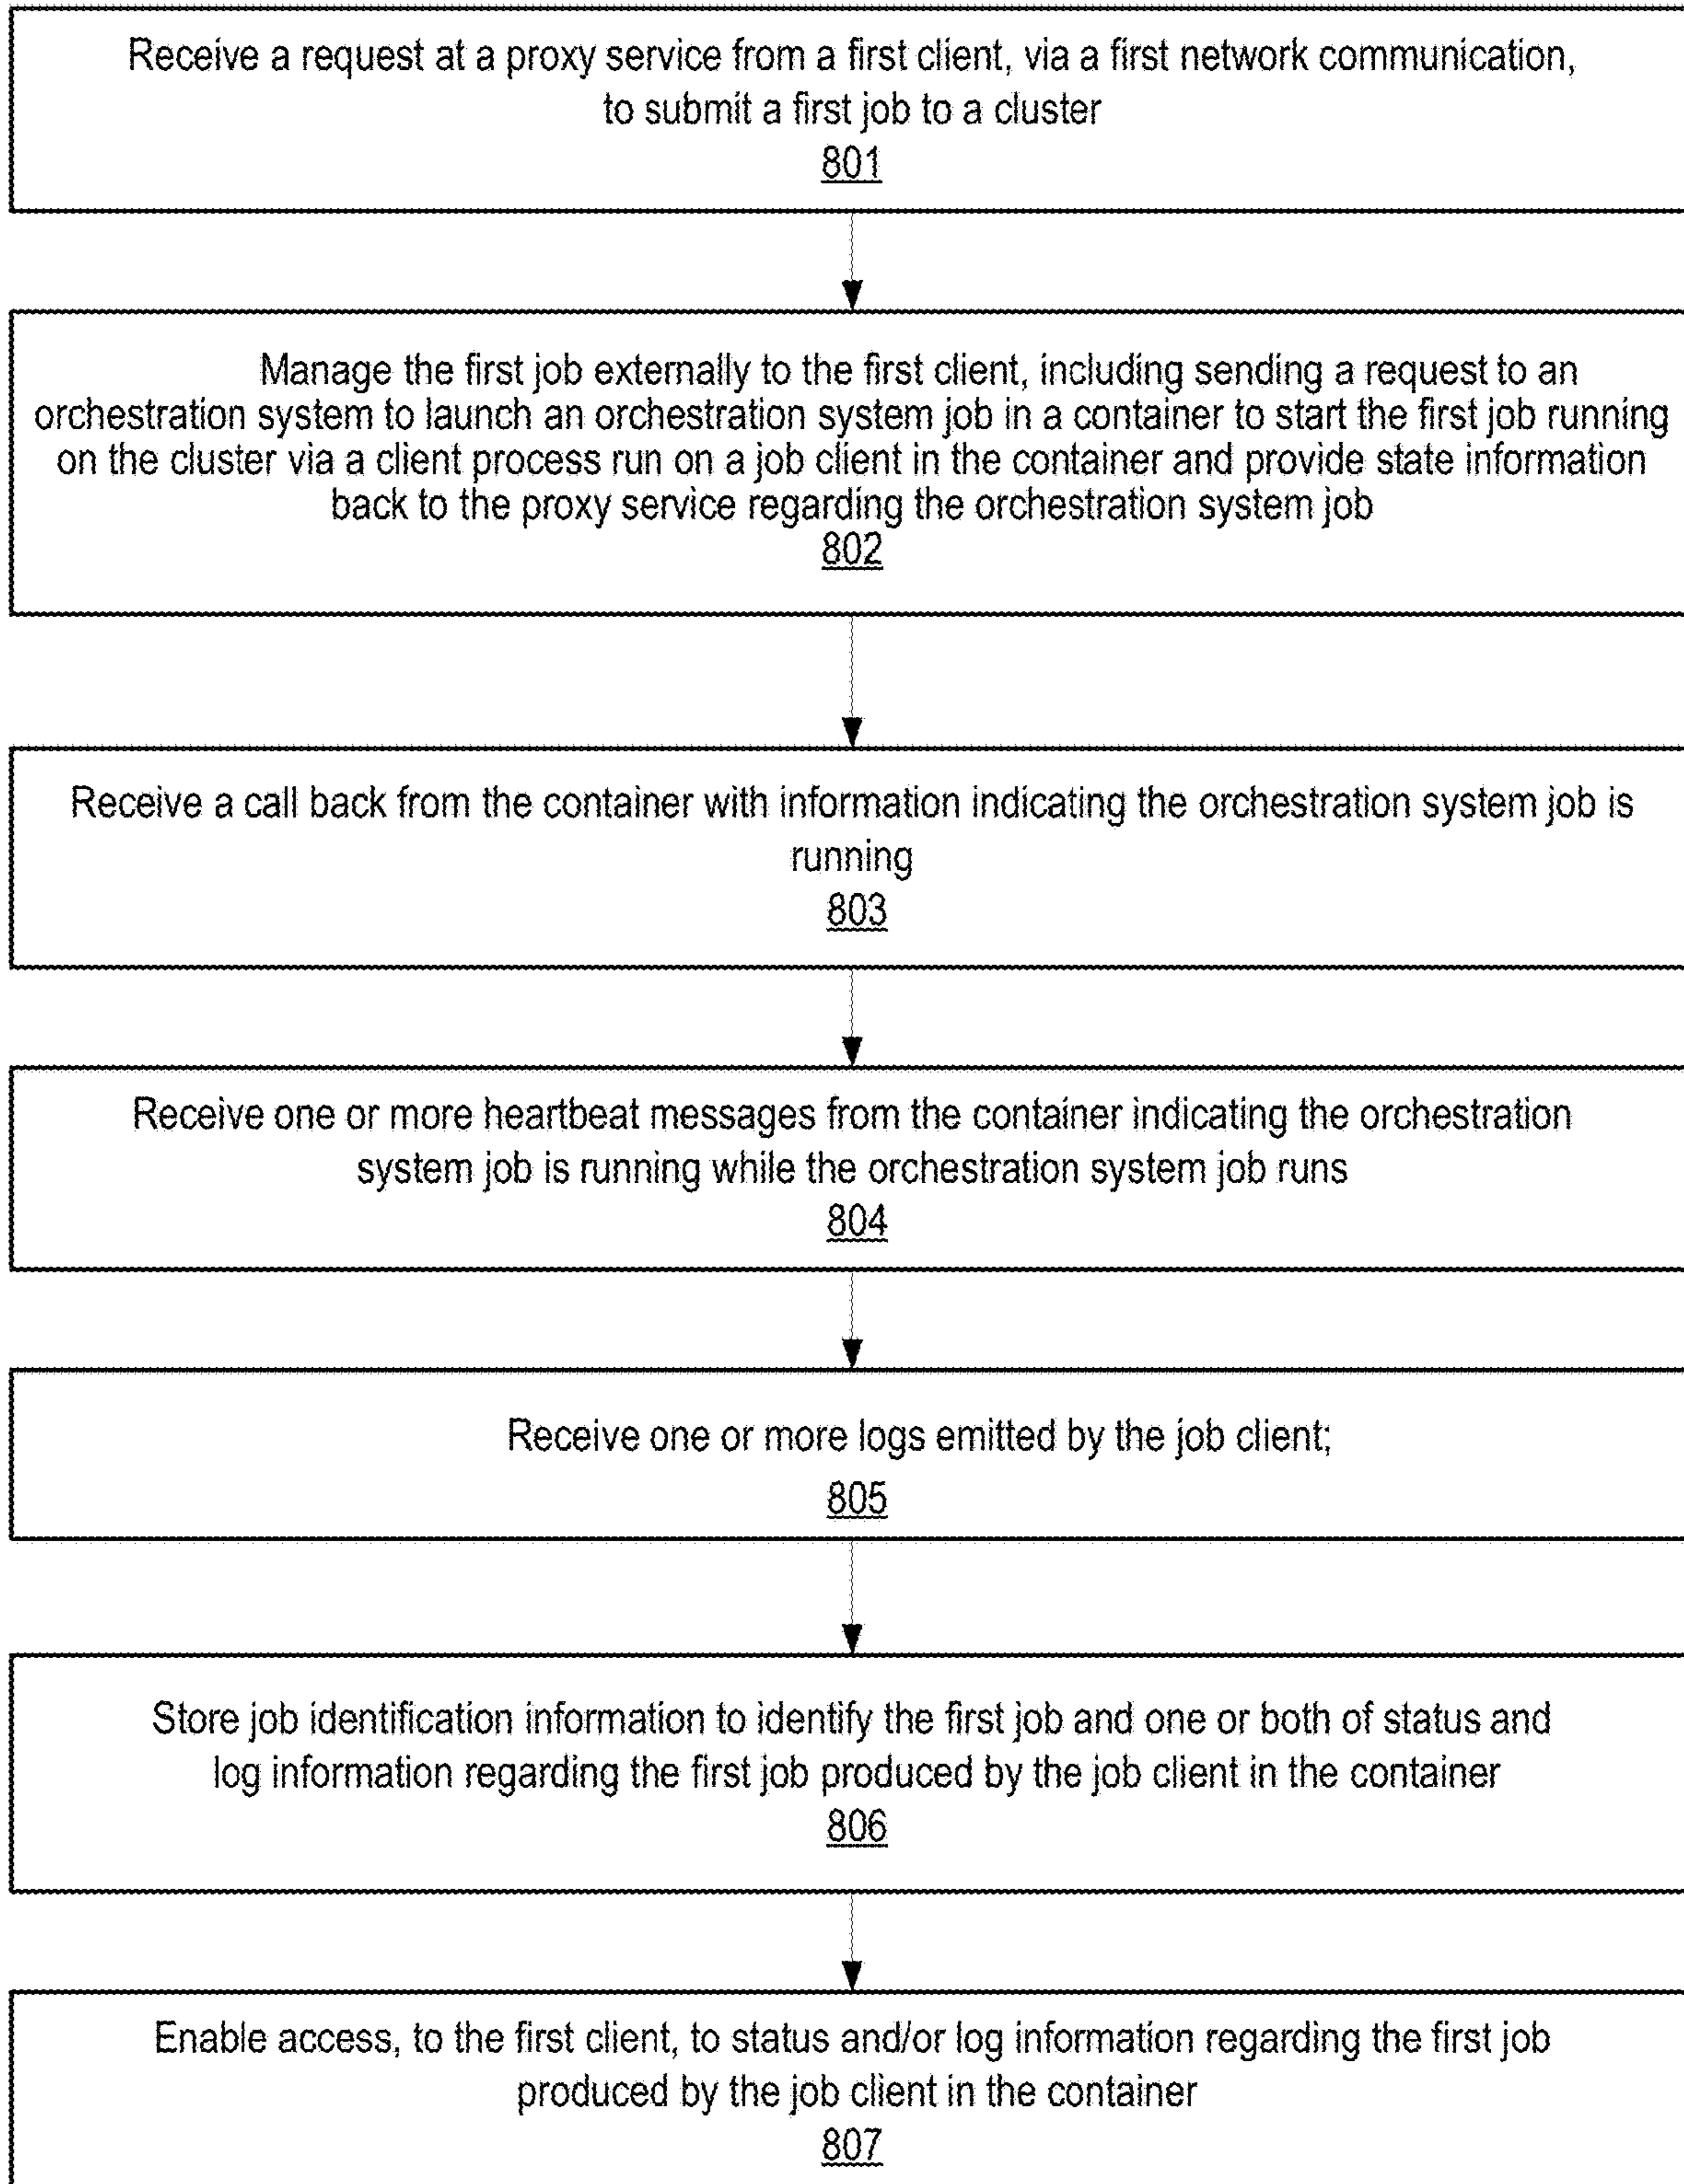 Receive a request at a proxy service from a first client, via a first network communication,
to submit a first job to a cluster
801
Manage the first job externally to the first client, including sending a request to an
orchestration system to launch an orchestration system job in a container to start the first job running
on the cluster via a client process run on a job client in the container and provide state information
back to the proxy service regarding the orchestration system job
802
Receive a call back from the container with information indicating the orchestration system job is
running
803
Receive one or more heartbeat messages from the container indicating the orchestration
system job is running while the orchestration system job runs
804
Receive one or more logs emitted by the job client;
805
Store job identification information to identify the first job and one or both of status and
log information regarding the first job produced by the job client in the container
806
Enable access, to the first client, to status and/or log information regarding the first job
produced by the job client in the container
807